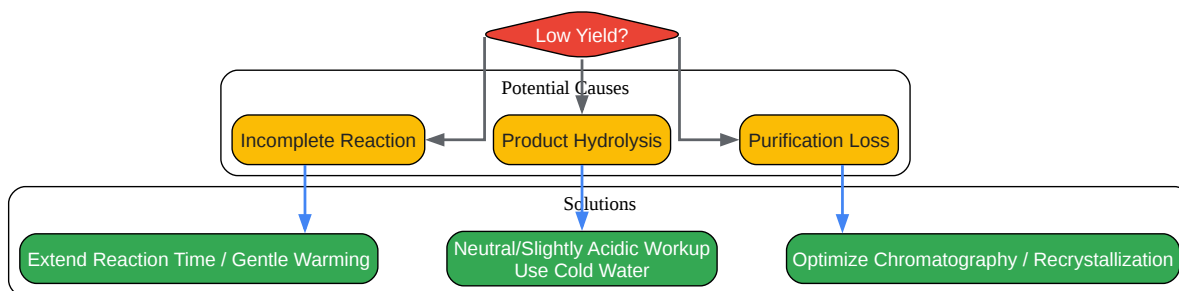 Low Yield?
Potential Causes
Incomplete Reaction
Product Hydrolysis
Purification Loss
Solutions
Extend Reaction Time / Gentle Warming
Neutral/Slightly Acidic Workup
Use Cold Water
Optimize Chromatography / Recrystallization